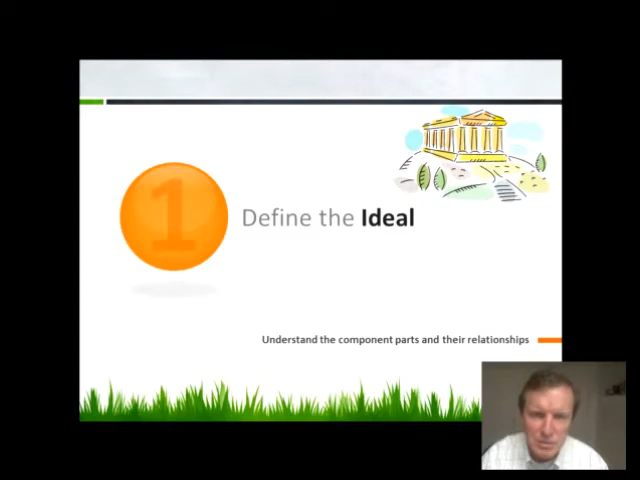 1
Define the Ideal
Understand the component parts and their relationships